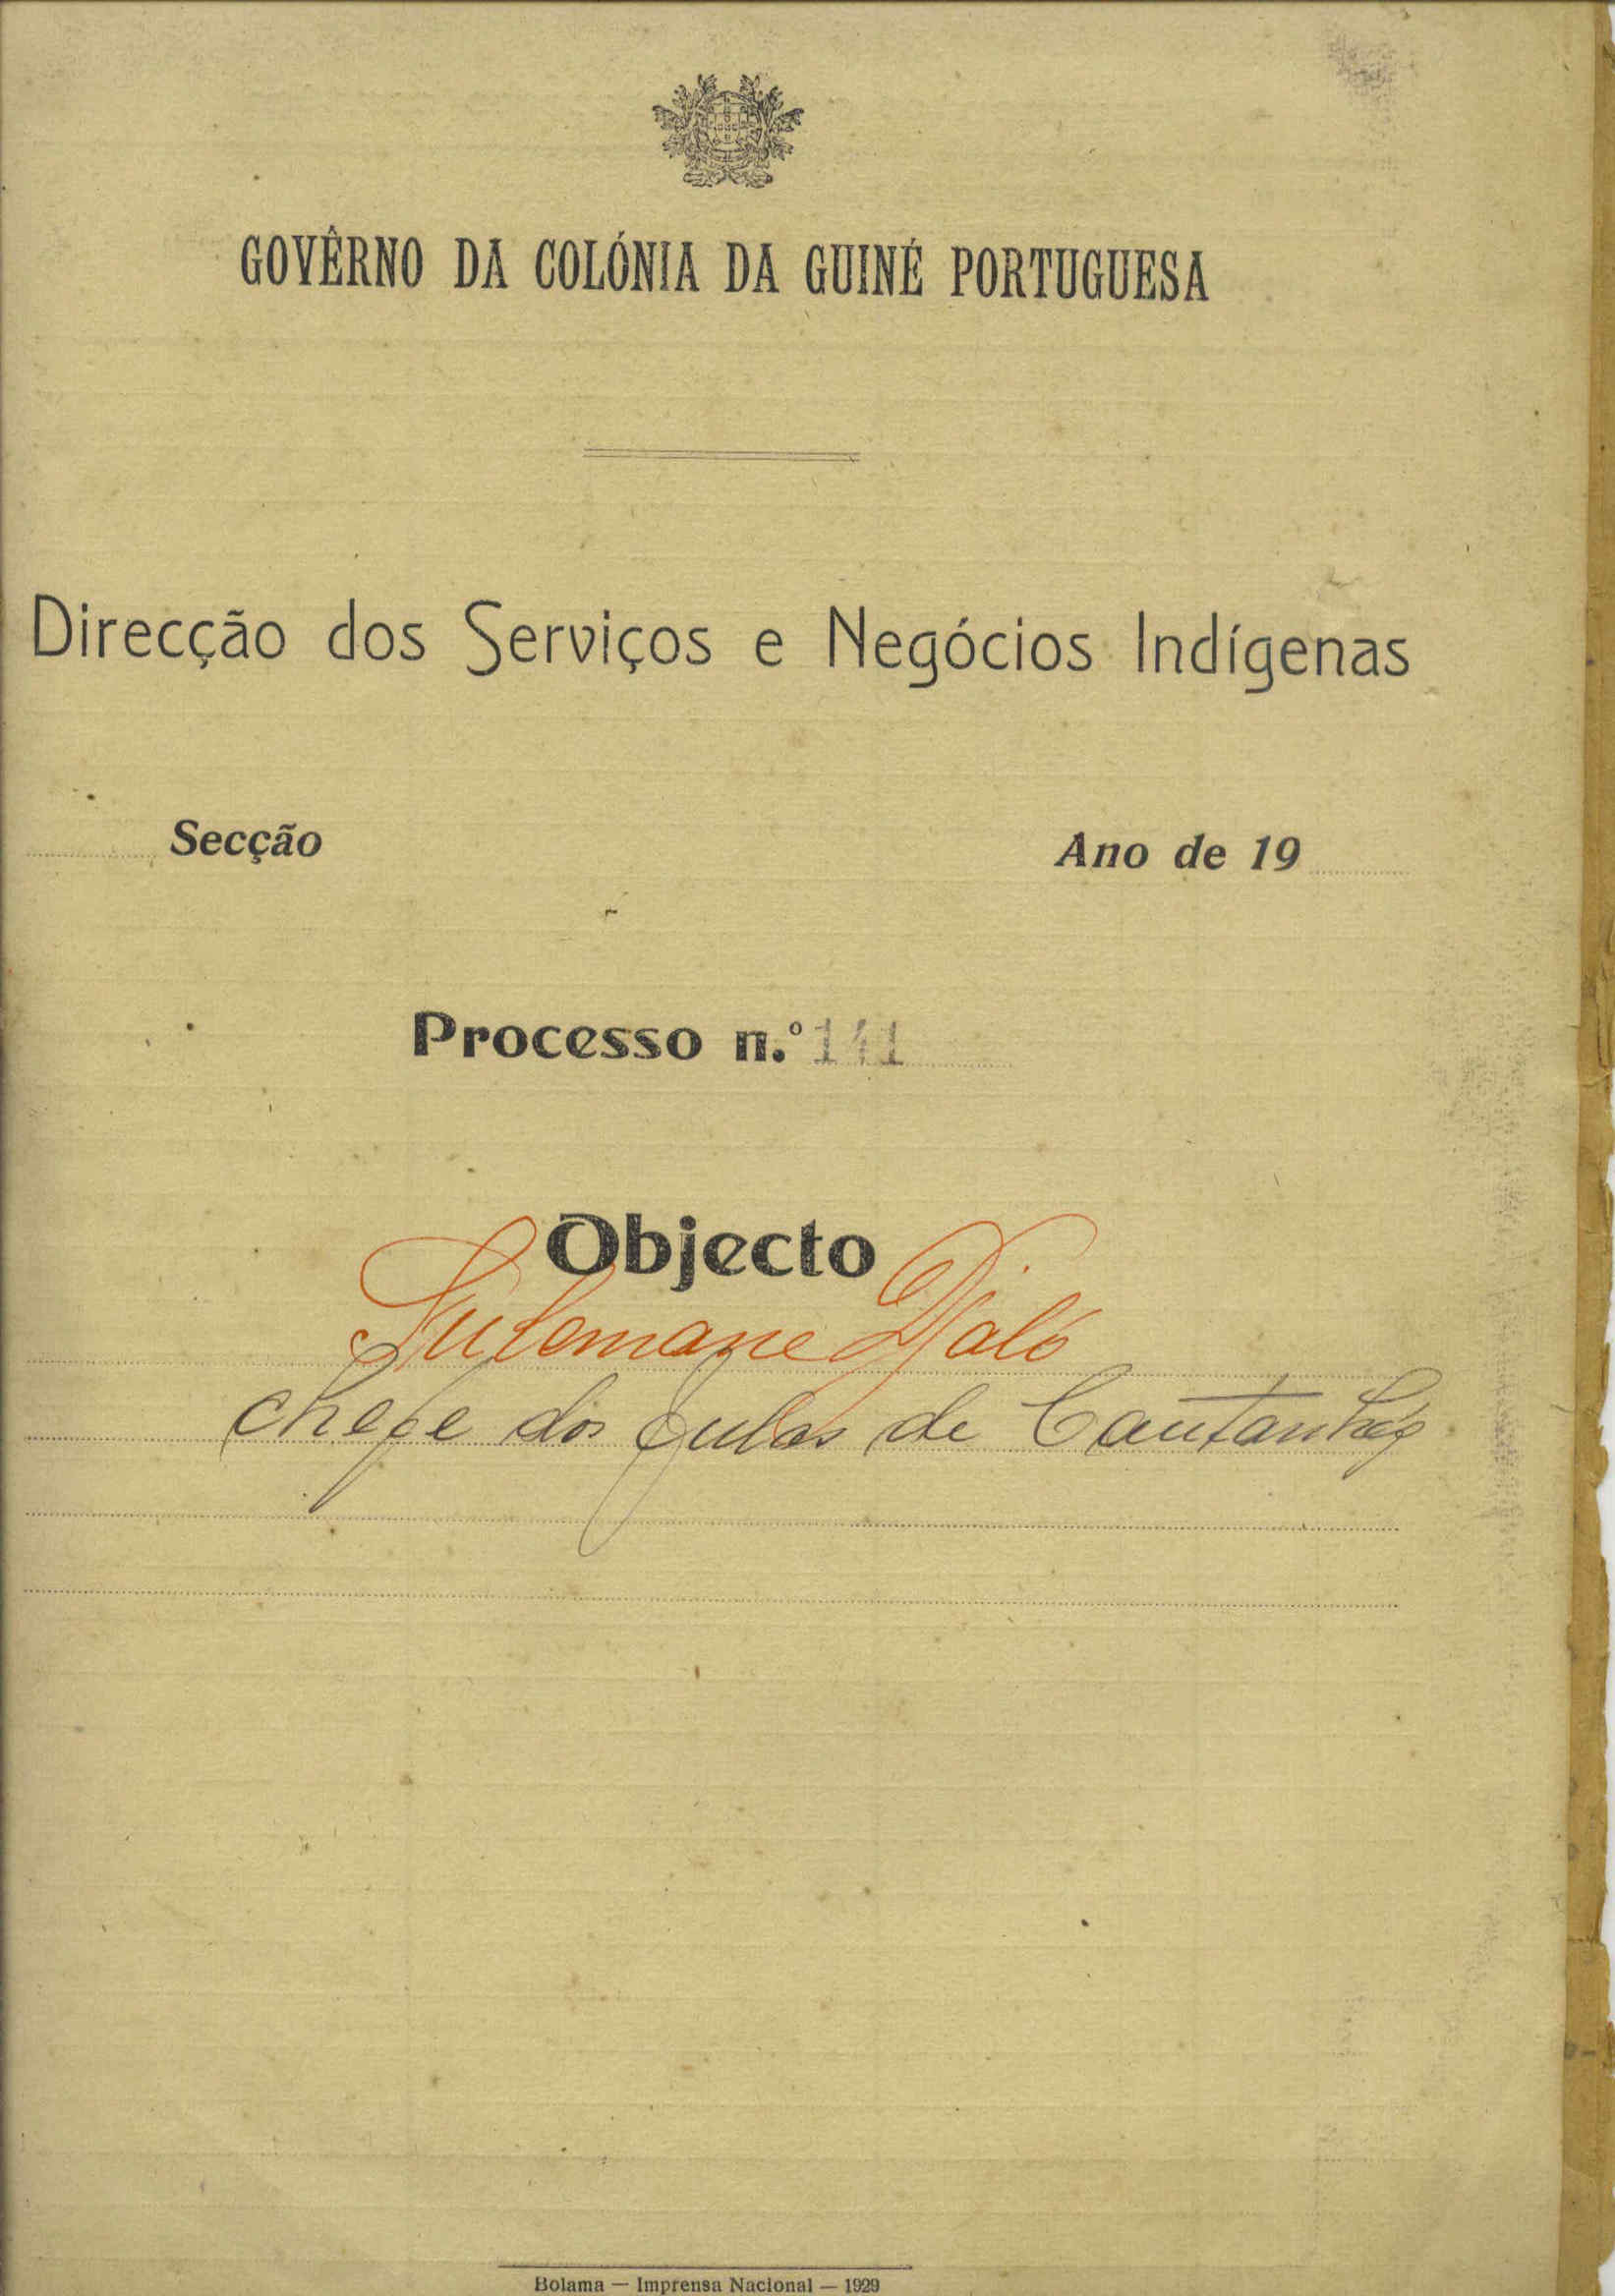 GOVÊRNO DA COLÓNIA DA GUINÉ PORTUGUESA
Direcção dos Serviços e Negócios Indígenas
Secção Ano de 19
Processo n.º 141
Objecto
Sulemane Djaló
chefe dos fulas de Cantanhêz
Bolama — Imprensa Nacional — 1929